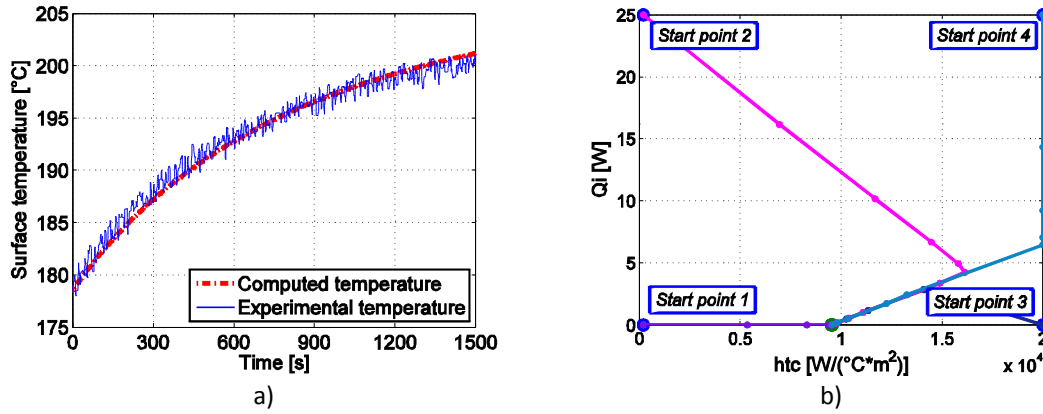 205
200
195
190
185
180
175
Surface temperature [°C]
Computed temperature
Experimental temperature
0 300 600 900 1200 1500
Time [s]
a)
25
20
15
10
5
0
Qi [W]
Start point 2
Start point 4
Start point 1
Start point 3
0 0.5 1 1.5 2
x 10⁴
htc [W/(°C*m²)]
b)